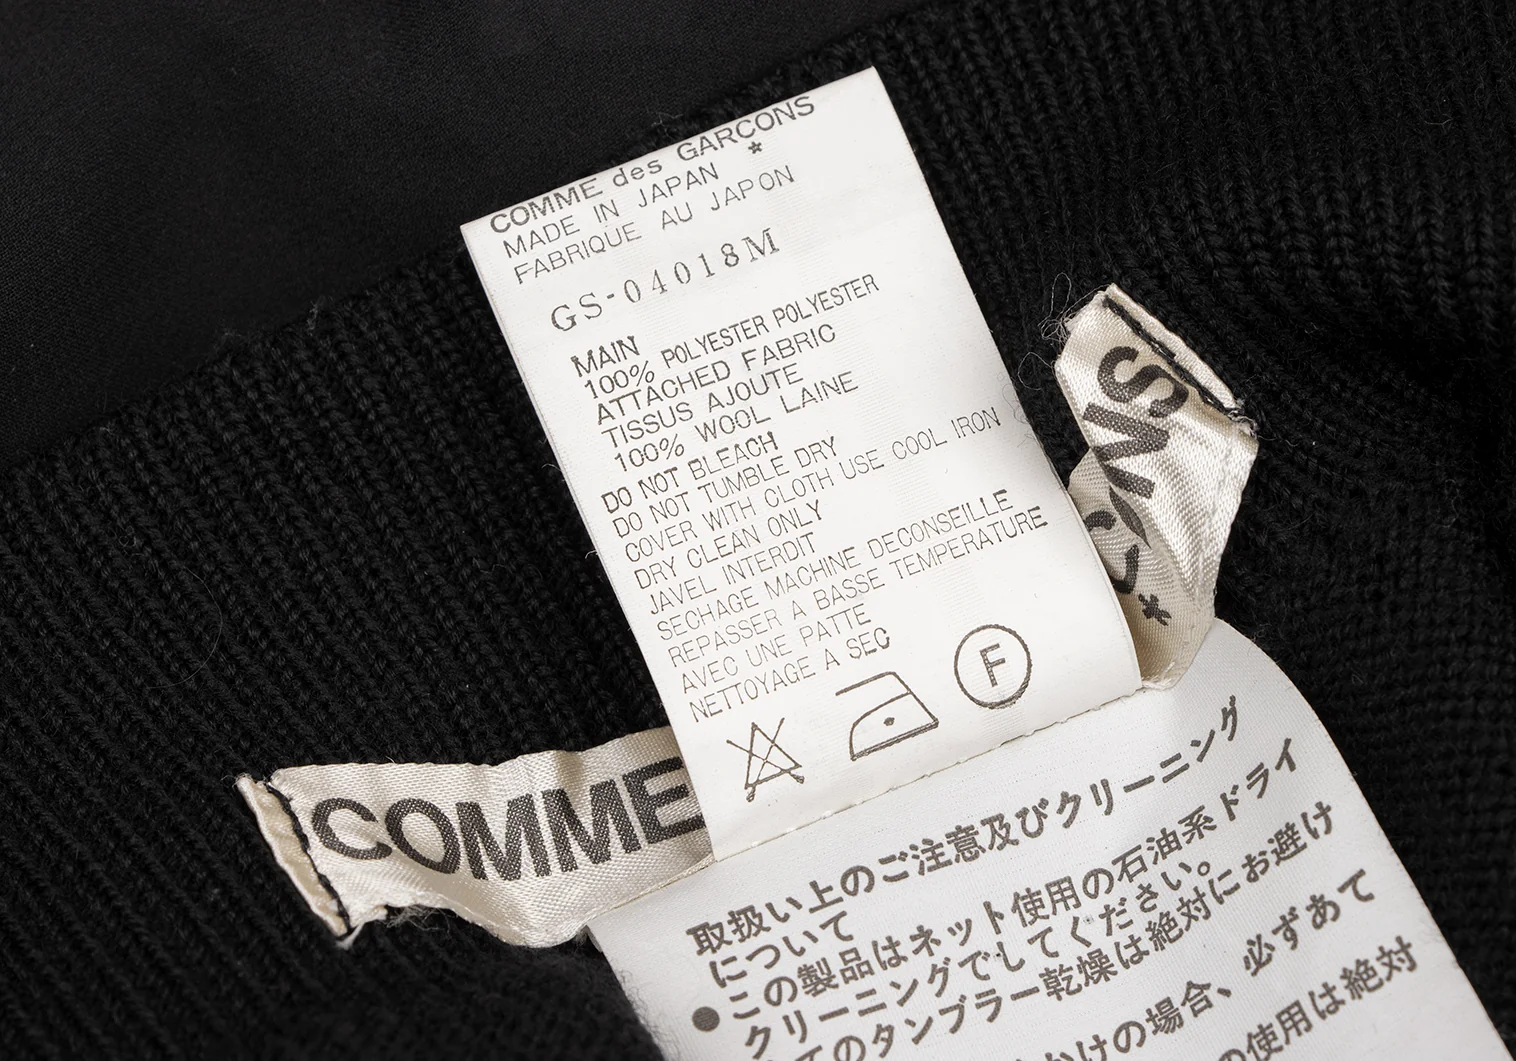 COMME des GARCONS *
MADE IN JAPAN
FABRIQUE AU JAPON
GS-04018M
MAIN
100% POLYESTER POLYESTER
ATTACHED FABRIC
TISSUS AJOUTE
100% WOOL LAINE
DO NOT BLEACH
DO NOT TUMBLE DRY
COVER WITH CLOTH USE COOL IRON
DRY CLEAN ONLY
JAVEL INTERDIT
SECHAGE MACHINE DECONSEILLE
REPASSER A BASSE TEMPERATURE
AVEC UNE PATTE
NETTOYAGE A SEC
F
COMME
ÇONS
*
取扱い上のご注意及びクリーニング
について
●この製品はネット使用の石油系ドライ
クリーニングでしてください。
てのタンブラー乾燥は絶対にお避け
かけの場合、必ずあて
の使用は絶対